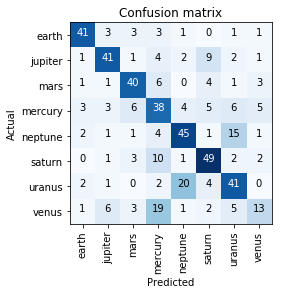 Confusion matrix
Actual
earth 41 3 3 3 1 0 1 1
jupiter 1 41 1 4 2 9 2 1
mars 1 1 40 6 0 4 1 3
mercury 3 3 6 38 4 5 6 5
neptune 2 1 1 4 45 1 15 1
saturn 0 1 3 10 1 49 2 2
uranus 2 1 0 2 20 4 41 0
venus 1 6 3 19 1 2 5 13
earth jupiter mars mercury neptune saturn uranus venus
Predicted